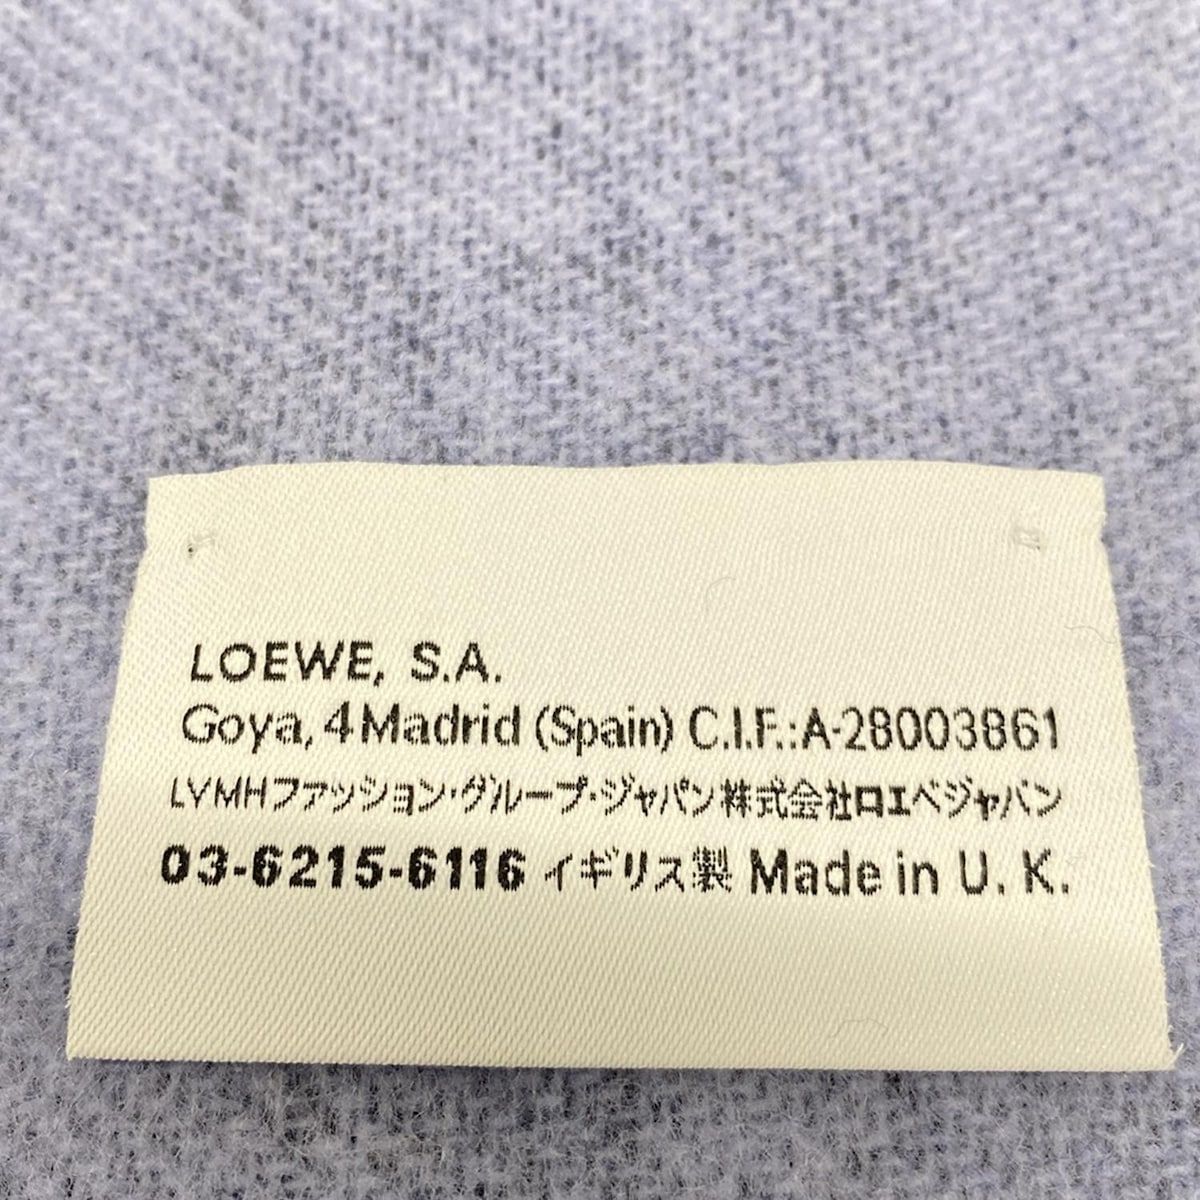 LOEWE, S.A.
Goya, 4 Madrid (Spain) C.I.F.:A-28003861
LVMHファッション・グループ・ジャパン株式会社ロエベジャパン
03-6215-6116 イギリス製 Made in U. K.